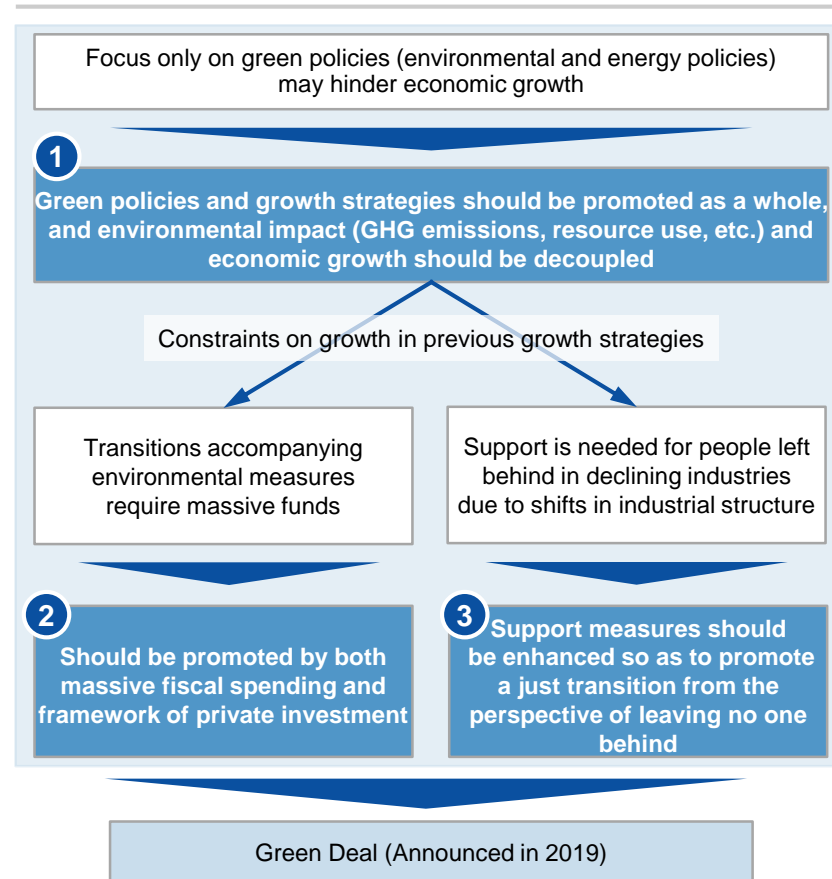 Focus only on green policies (environmental and energy policies)
may hinder economic growth
1
Green policies and growth strategies should be promoted as a whole,
and environmental impact (GHG emissions, resource use, etc.) and
economic growth should be decoupled
Constraints on growth in previous growth strategies
Transitions accompanying
environmental measures
require massive funds
Support is needed for people left
behind in declining industries
due to shifts in industrial structure
2
Should be promoted by both
massive fiscal spending and
framework of private investment
3
Support measures should
be enhanced so as to promote
a just transition from the
perspective of leaving no one
behind
Green Deal (Announced in 2019)